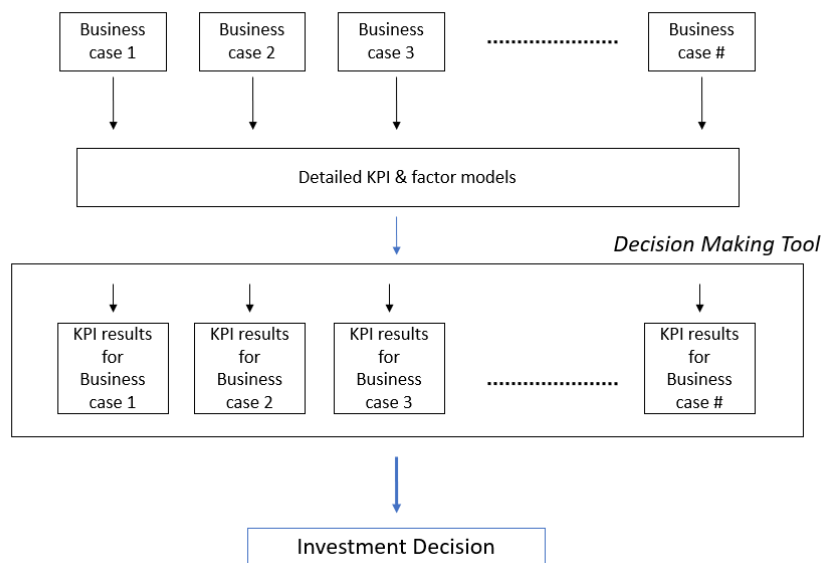 Business
case 1
Business
case 2
Business
case 3
Business
case #
Detailed KPI & factor models
Decision Making Tool
KPI results
for
Business
case 1
KPI results
for
Business
case 2
KPI results
for
Business
case 3
KPI results
for
Business
case #
Investment Decision